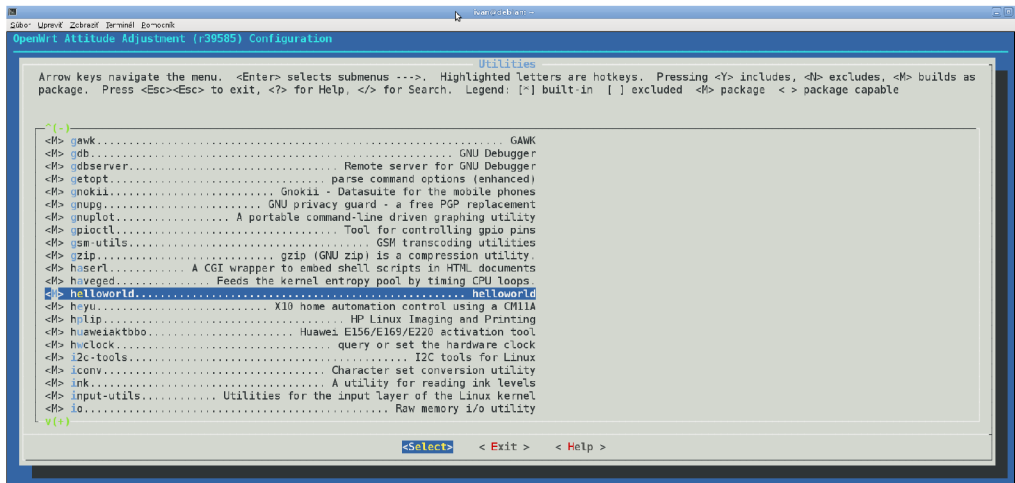 ivan@debian: ~
Súbor Upraviť Zobraziť Terminál Pomocník
OpenWrt Attitude Adjustment (r39585) Configuration
Utilities
Arrow keys navigate the menu. <Enter> selects submenus --->. Highlighted letters are hotkeys. Pressing <Y> includes, <N> excludes, <M> builds as
package. Press <Esc><Esc> to exit, <?> for Help, </> for Search. Legend: [*] built-in [ ] excluded <M> package < > package capable
^(-)
<M> gawk................................................................ GAWK
<M> gdb........................................................ GNU Debugger
<M> gdbserver................................. Remote server for GNU Debugger
<M> getopt................................... parse command options (enhanced)
<M> gnokii.......................... Gnokii - Datasuite for the mobile phones
<M> gnupg.......................... GNU privacy guard - a free PGP replacement
<M> gnuplot.................. A portable command-line driven graphing utility
<M> gpioctl................................... Tool for controlling gpio pins
<M> gsm-utils...................................... GSM transcoding utilities
<M> gzip............................ gzip (GNU zip) is a compression utility.
<M> haserl............ A CGI wrapper to embed shell scripts in HTML documents
<M> haveged................ Feeds the kernel entropy pool by timing CPU loops.
<M> helloworld.................................................... helloworld
<M> heyu......................... X10 home automation control using a CM11A
<M> hplip...................................... HP Linux Imaging and Printing
<M> huaweiaktbbo........................ Huawei E156/E169/E220 activation tool
<M> hwclock.................................. query or set the hardware clock
<M> i2c-tools............................................ I2C tools for Linux
<M> iconv.................................. Character set conversion utility
<M> ink.................................... A utility for reading ink levels
<M> input-utils............ Utilities for the input layer of the Linux kernel
<M> io................................................ Raw memory i/o utility
v(+)
<Select> < Exit > < Help >